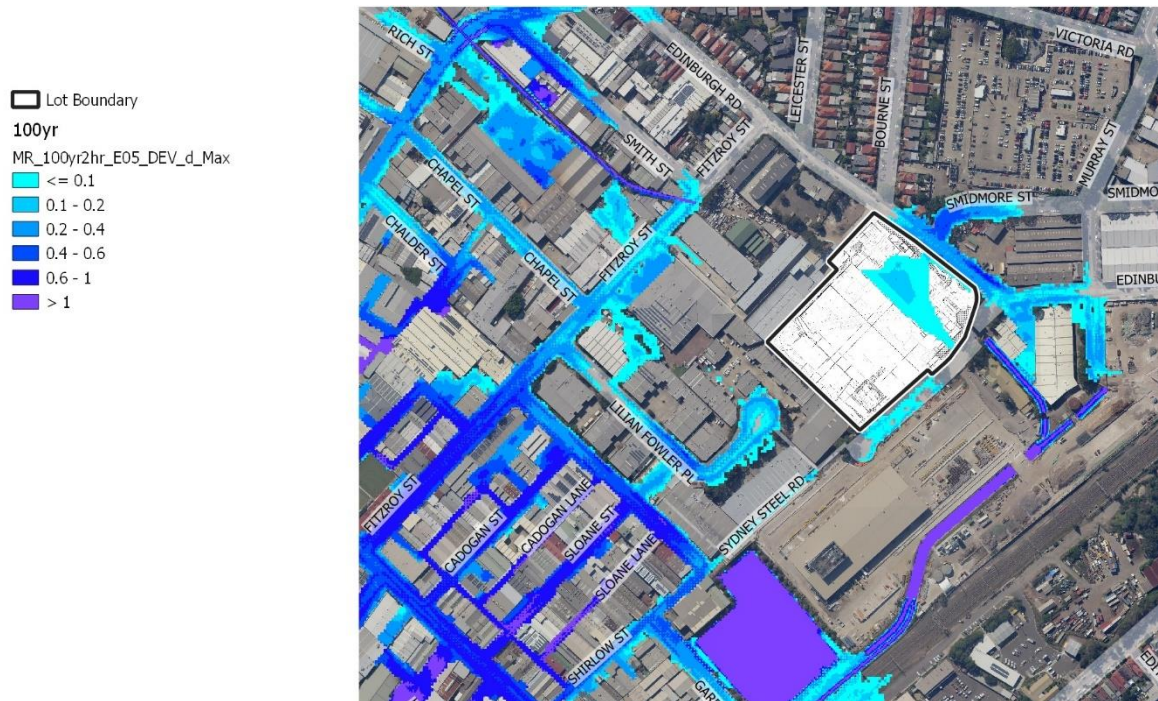 Lot Boundary
100yr
MR_100yr2hr_E05_DEV_d_Max
<= 0.1
0.1 - 0.2
0.2 - 0.4
0.4 - 0.6
0.6 - 1
> 1
RICH ST
EDINBURGH RD
LEICESTER ST
BOURNE ST
VICTORIA RD
MURRAY ST
SMITH ST
FITZROY ST
CHAPEL ST
CHALDER ST
CHAPEL ST
FITZROY ST
SMIDMORE ST
SMIDMO
EDINBU
LILIAN FOWLER PL
SYDNEY STEEL RD
FITZROY ST
CADOGAN ST
CADOGAN LANE
SLOANE ST
SLOANE LANE
SHIRLOW ST
GAR
EDI